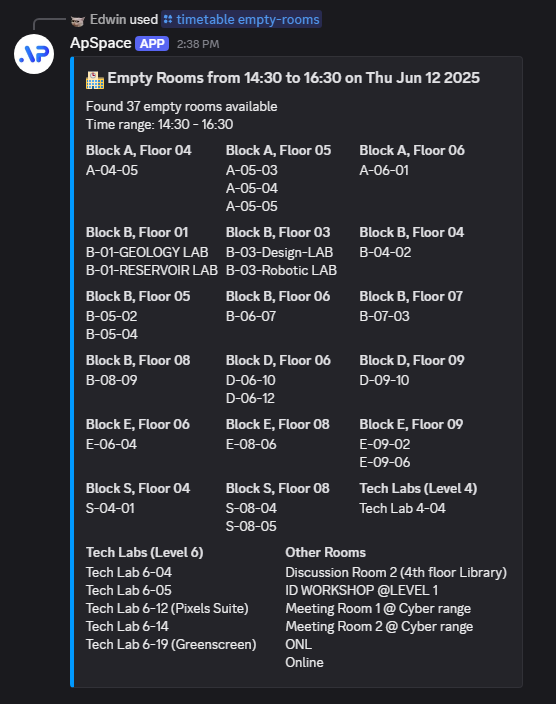 Edwin used timetable empty-rooms
ApSpace APP 2:38 PM
Empty Rooms from 14:30 to 16:30 on Thu Jun 12 2025
Found 37 empty rooms available
Time range: 14:30 - 16:30
Block A, Floor 04
A-04-05
Block A, Floor 05
A-05-03
A-05-04
A-05-05
Block A, Floor 06
A-06-01
Block B, Floor 01
B-01-GEOLOGY LAB
B-01-RESERVOIR LAB
Block B, Floor 03
B-03-Design-LAB
B-03-Robotic LAB
Block B, Floor 04
B-04-02
Block B, Floor 05
B-05-02
B-05-04
Block B, Floor 06
B-06-07
Block B, Floor 07
B-07-03
Block B, Floor 08
B-08-09
Block D, Floor 06
D-06-10
D-06-12
Block D, Floor 09
D-09-10
Block E, Floor 06
E-06-04
Block E, Floor 08
E-08-06
Block E, Floor 09
E-09-02
E-09-06
Block S, Floor 04
S-04-01
Block S, Floor 08
S-08-04
S-08-05
Tech Labs (Level 4)
Tech Lab 4-04
Tech Labs (Level 6)
Tech Lab 6-04
Tech Lab 6-05
Tech Lab 6-12 (Pixels Suite)
Tech Lab 6-14
Tech Lab 6-19 (Greenscreen)
Other Rooms
Discussion Room 2 (4th floor Library)
ID WORKSHOP @LEVEL 1
Meeting Room 1 @ Cyber range
Meeting Room 2 @ Cyber range
ONL
Online